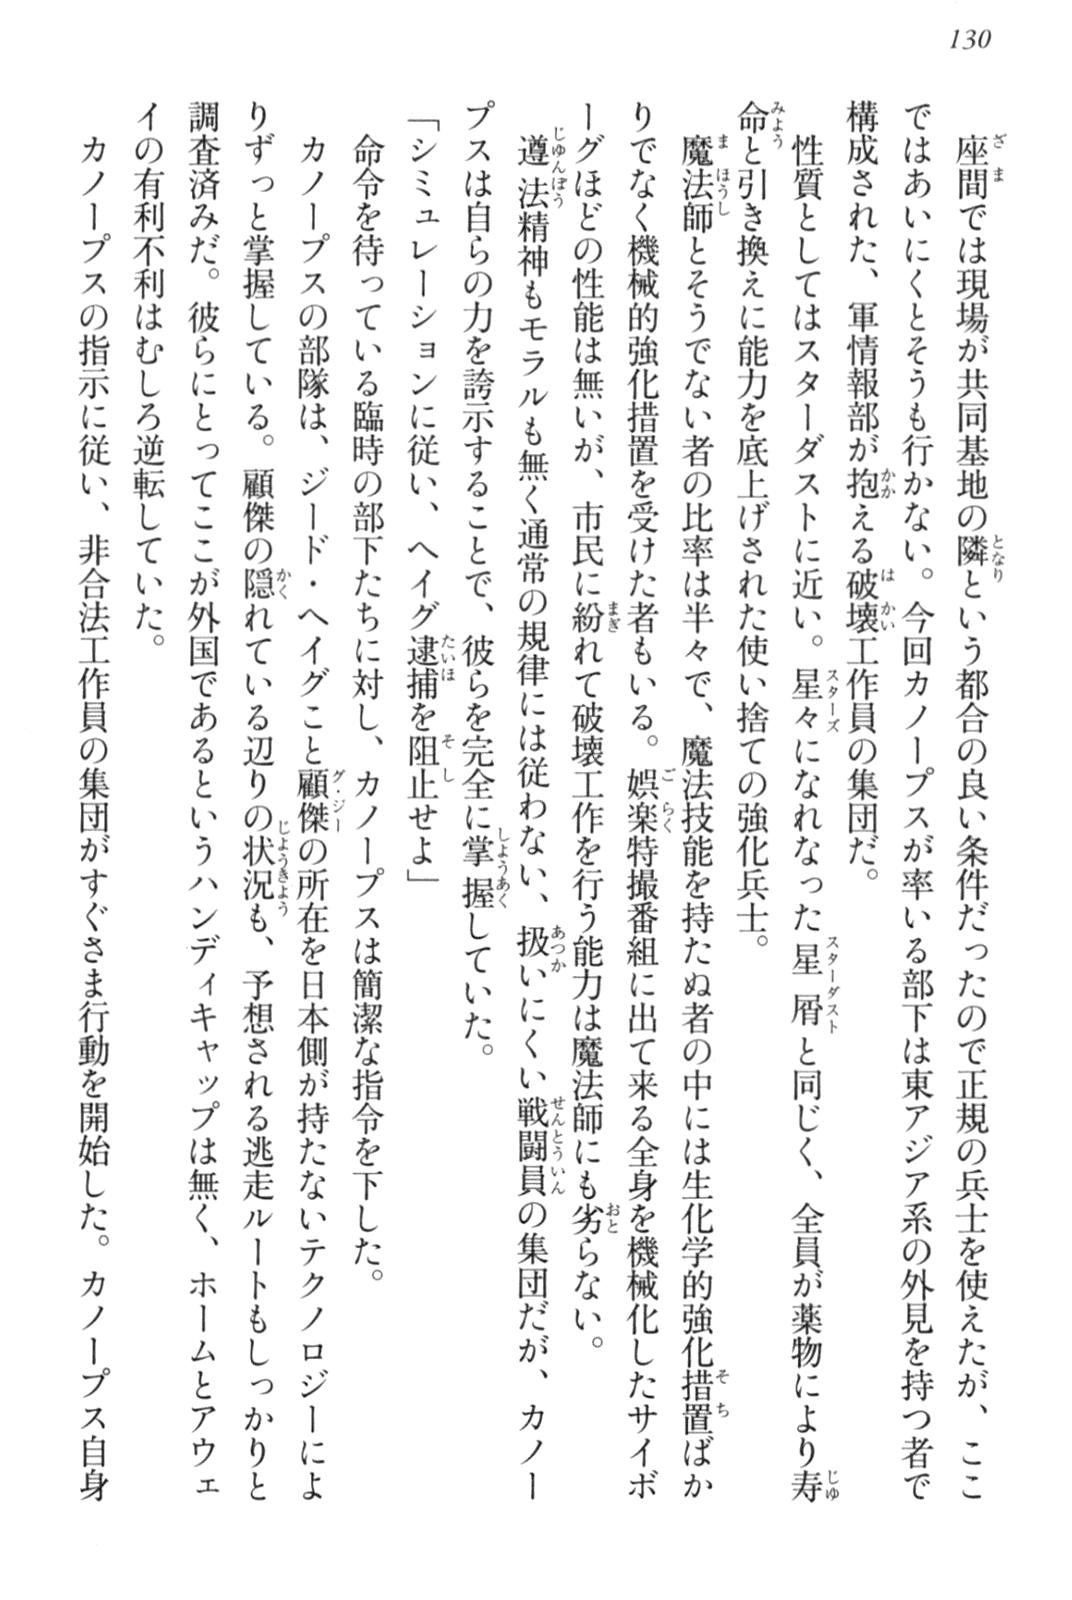 130
座間では現場が共同基地の隣という都合の良い条件だったので正規の兵士を使えたが、ここ
ではあいにくとそうも行かない。今回カノープスが率いる部下は東アジア系の外見を持つ者で
構成された、軍情報部が抱える破壊工作員の集団だ。
性質としてはスターダストに近い。星々になれなった星屑と同じく、全員が薬物により寿
命と引き換えに能力を底上げされた使い捨ての強化兵士。
魔法師とそうでない者の比率は半々で、魔法技能を持たぬ者の中には生化学的強化措置ばか
りでなく機械的強化措置を受けた者もいる。娯楽特撮番組に出て来る全身を機械化したサイボ
ーグほどの性能は無いが、市民に紛れて破壊工作を行う能力は魔法師にも劣らない。
遵法精神もモラルも無く通常の規律には従わない、扱いにくい戦闘員の集団だが、カノー
プスは自らの力を誇示することで、彼らを完全に掌握していた。
「シミュレーションに従い、ヘイグ逮捕を阻止せよ」
命令を待っている臨時の部下たちに対し、カノープスは簡潔な指令を下した。
カノープスの部隊は、ジード・ヘイグこと顧傑の所在を日本側が持たないテクノロジーによ
りずっと掌握している。顧傑の隠れている辺りの状況も、予想される逃走ルートもしっかりと
調査済みだ。彼らにとってここが外国であるというハンディキャップは無く、ホームとアウェ
イの有利不利はむしろ逆転していた。
カノープスの指示に従い、非合法工作員の集団がすぐさま行動を開始した。カノープス自身